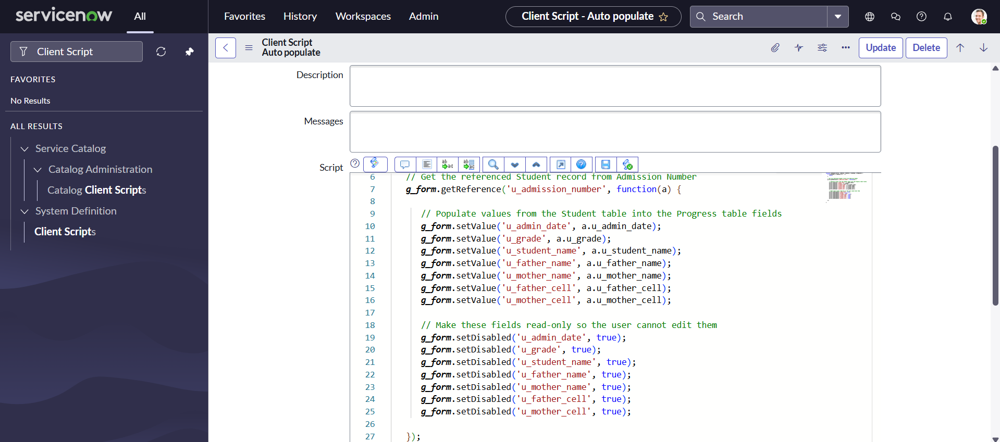 servicenow
All
Favorites
History
Workspaces
Admin
Client Script - Auto populate
Search
Client Script
FAVORITES
No Results
ALL RESULTS
Service Catalog
Catalog Administration
Catalog Client Scripts
System Definition
Client Scripts
Client Script
Auto populate
Update
Delete
Description
Messages
Script
6 // Get the referenced Student record from Admission Number
7 g_form.getReference('u_admission_number', function(a) {
8
9 // Populate values from the Student table into the Progress table fields
10 g_form.setValue('u_admin_date', a.u_admin_date);
11 g_form.setValue('u_grade', a.u_grade);
12 g_form.setValue('u_student_name', a.u_student_name);
13 g_form.setValue('u_father_name', a.u_father_name);
14 g_form.setValue('u_mother_name', a.u_mother_name);
15 g_form.setValue('u_father_cell', a.u_father_cell);
16 g_form.setValue('u_mother_cell', a.u_mother_cell);
17
18 // Make these fields read-only so the user cannot edit them
19 g_form.setDisabled('u_admin_date', true);
20 g_form.setDisabled('u_grade', true);
21 g_form.setDisabled('u_student_name', true);
22 g_form.setDisabled('u_father_name', true);
23 g_form.setDisabled('u_mother_name', true);
24 g_form.setDisabled('u_father_cell', true);
25 g_form.setDisabled('u_mother_cell', true);
26
27 });